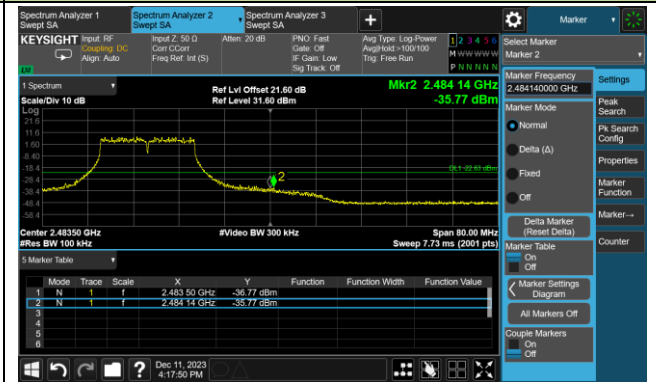 Spectrum Analyzer 1
Swept SA
Spectrum Analyzer 2
Swept SA
Spectrum Analyzer 3
Swept SA
+
Marker
KEYSIGHT
Input: RF
Coupling: DC
Align: Auto
Input Z: 50 Ω
Corr CCorr
Freq Ref: Int (S)
Atten: 20 dB
PNO: Fast
Gate: Off
IF Gain: Low
Sig Track: Off
Avg Type: Log-Power
Avg|Hold:>100/100
Trig: Free Run
1 2 3 4 5 6
M W W W W W
P N N N N N
LW
Select Marker
Marker 2
1 Spectrum
Scale/Div 10 dB
Log
Ref Lvl Offset 21.60 dB
Ref Level 31.60 dBm
Mkr2 2.484 14 GHz
-35.77 dBm
21.6
11.6
1.60
-8.40
-18.4
-28.4
-38.4
-48.4
-58.4
DL1 -22.63 dBm
2
Center 2.48350 GHz
#Res BW 100 kHz
#Video BW 300 kHz
Span 80.00 MHz
Sweep 7.73 ms (2001 pts)
5 Marker Table
Mode Trace Scale X Y Function Function Width Function Value
1 N 1 f 2.483 50 GHz -36.77 dBm
2 N 1 f 2.484 14 GHz -35.77 dBm
3
4
5
6
Marker Frequency
2.484140000 GHz
Marker Mode
Normal
Delta (Δ)
Fixed
Off
Delta Marker
(Reset Delta)
Marker Table
On
Off
Marker Settings
Diagram
All Markers Off
Couple Markers
On
Off
Settings
Peak
Search
Pk Search
Config
Properties
Marker
Function
Marker→
Counter
?
Dec 11, 2023
4:17:50 PM